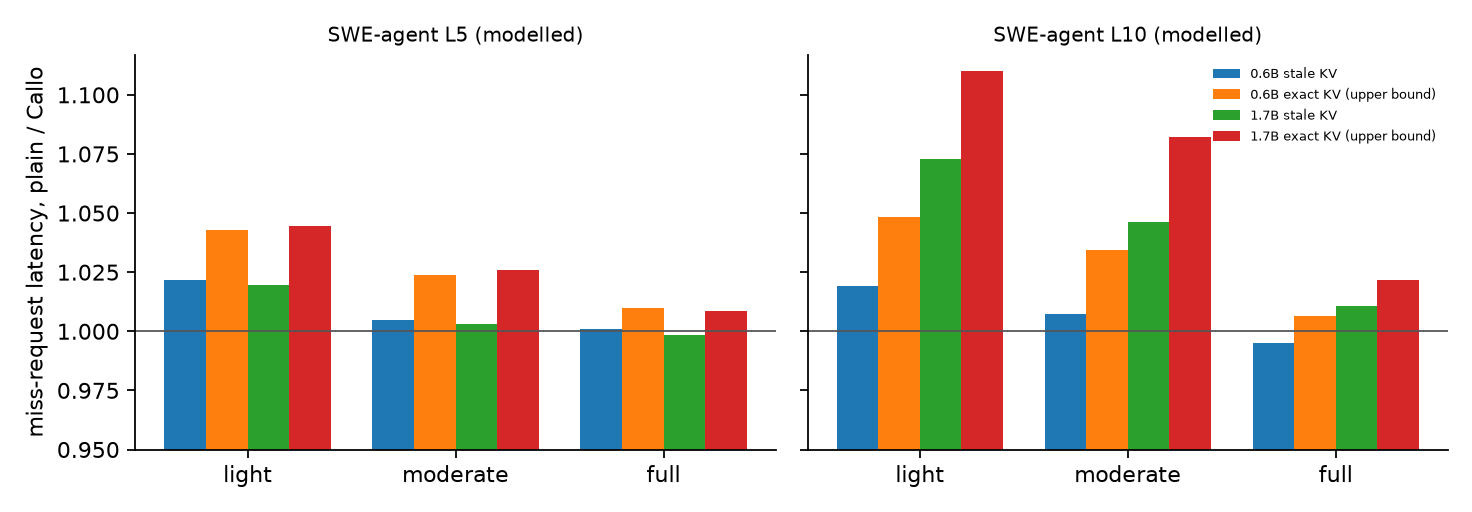 SWE-agent L5 (modelled)
SWE-agent L10 (modelled)
miss-request latency, plain / Callo
1.100
1.075
1.050
1.025
1.000
0.975
0.950
0.6B stale KV
0.6B exact KV (upper bound)
1.7B stale KV
1.7B exact KV (upper bound)
light
moderate
full
light
moderate
full